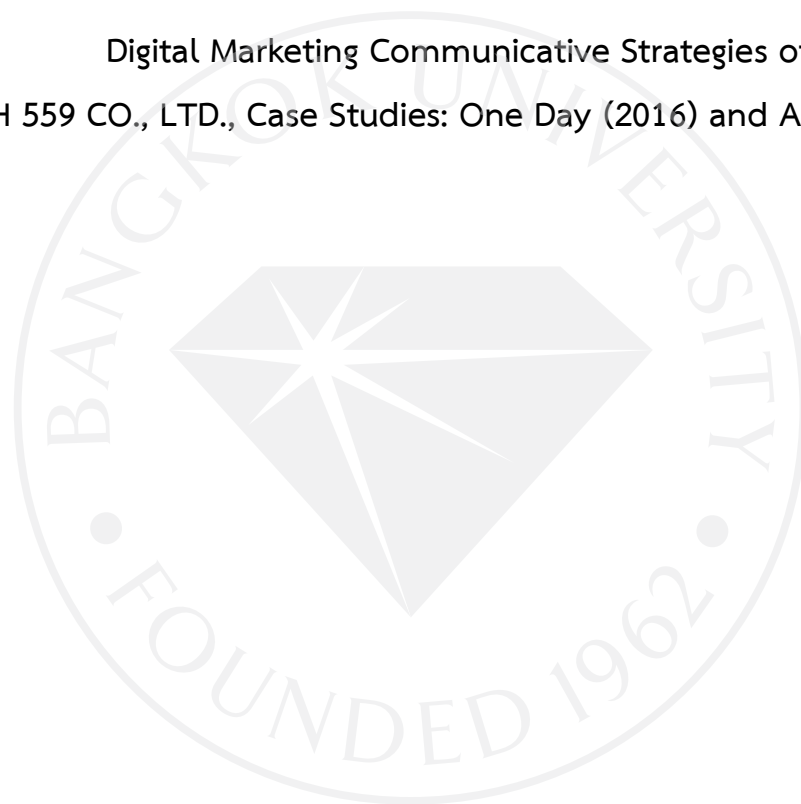 Digital Marketing Communicative Strategies of
H 559 CO., LTD., Case Studies: One Day (2016) and A
BANGKOK UNIVERSITY
FOUNDED 1962